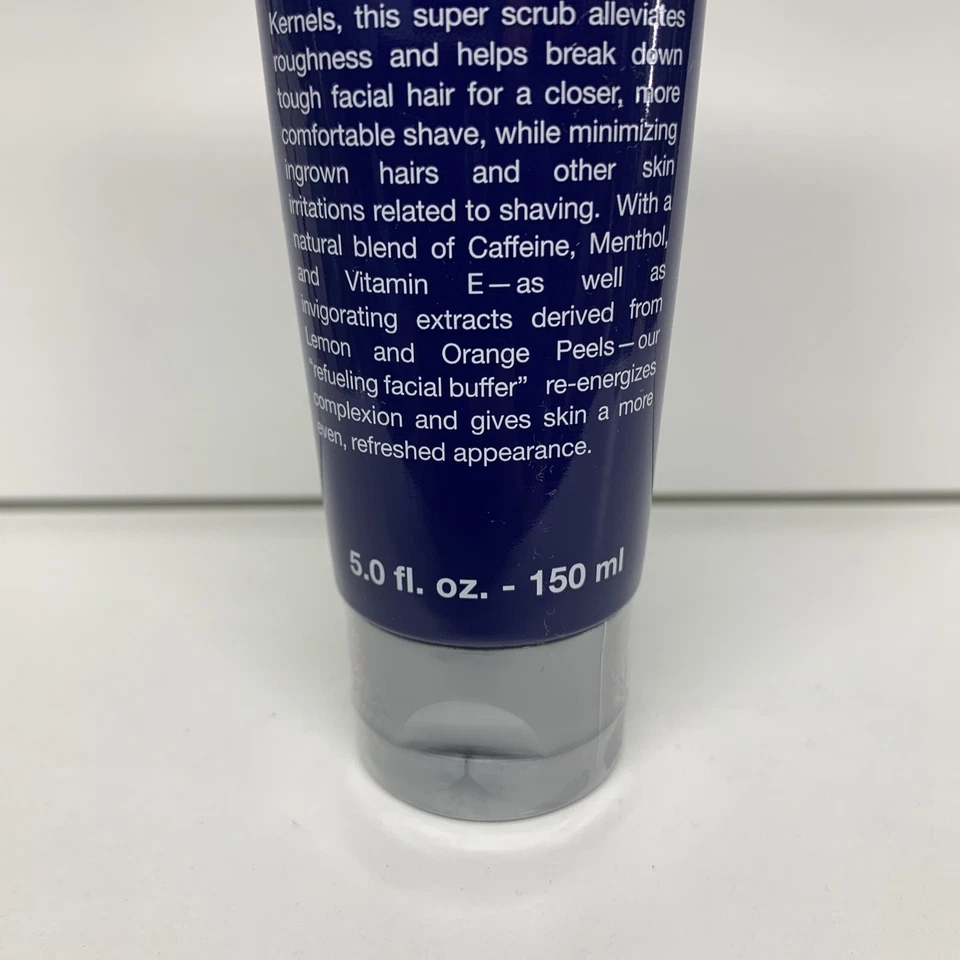 Kernels, this super scrub alleviates
roughness and helps break down
tough facial hair for a closer, more
comfortable shave, while minimizing
ingrown hairs and other skin
irritations related to shaving. With a
natural blend of Caffeine, Menthol,
and Vitamin E—as well as
invigorating extracts derived from
Lemon and Orange Peels—our
"refueling facial buffer" re-energizes
complexion and gives skin a more
even, refreshed appearance.
5.0 fl. oz. - 150 ml